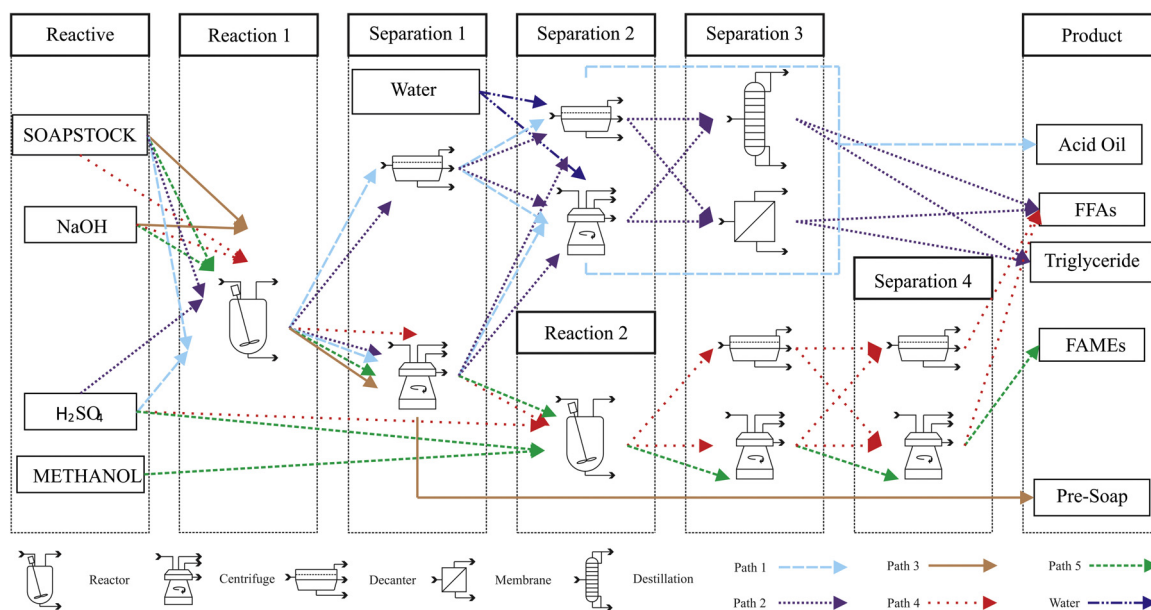 Reactive
Reaction 1
Separation 1
Separation 2
Separation 3
Product
Water
SOAPSTOCK
Acid Oil
NaOH
FFAs
Triglyceride
Separation 4
Reaction 2
FAMEs
H₂SO₄
METHANOL
Pre-Soap
Reactor
Centrifuge
Decanter
Membrane
Destillation
Path 1
Path 3
Path 5
Path 2
Path 4
Water